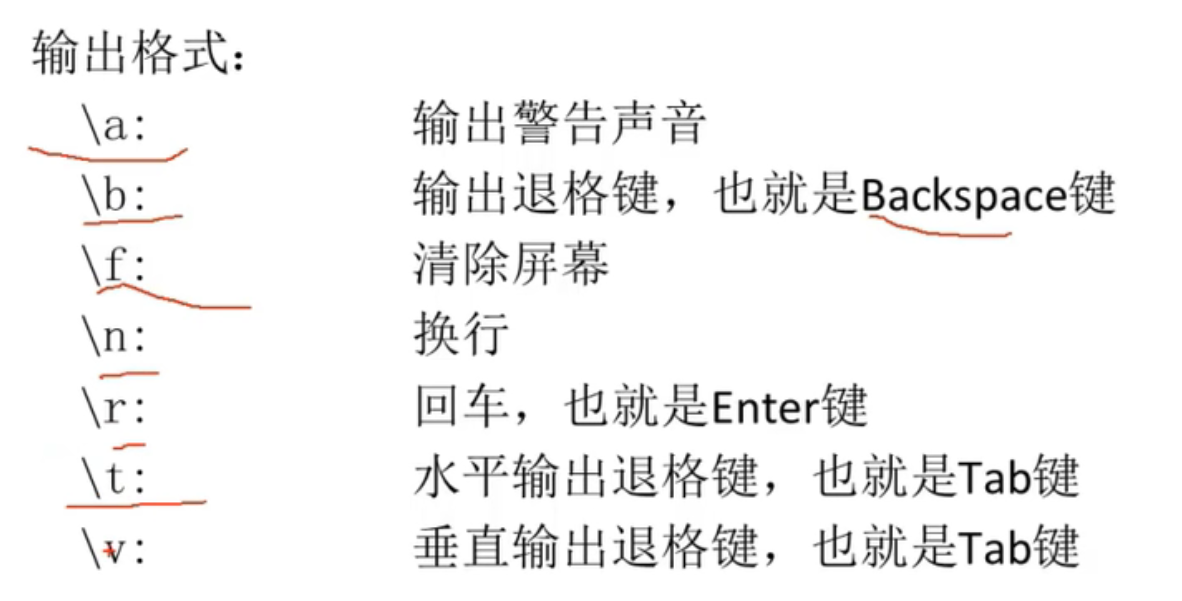 输出格式：
\a: 输出警告声音
\b: 输出退格键，也就是Backspace键
\f: 清除屏幕
\n: 换行
\r: 回车，也就是Enter键
\t: 水平输出退格键，也就是Tab键
\v: 垂直输出退格键，也就是Tab键